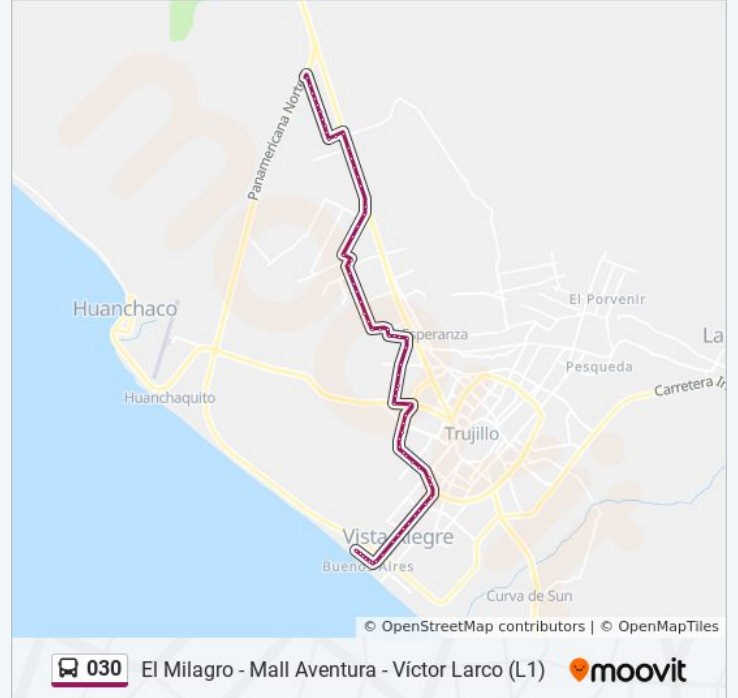 Panamericana Norte
Huanchaco
El Porvenir
Esperanza
La
Pesqueda
Huanchaquito
Carretera In
Trujillo
Vista Alegre
Buenos Aires
Curva de Sun
© OpenStreetMap contributors | © OpenMapTiles
030 El Milagro - Mall Aventura - Víctor Larco (L1) moovit